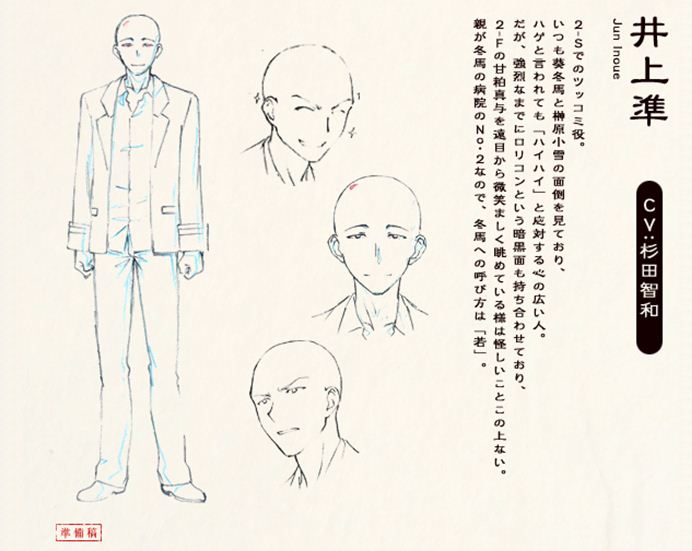 井上準
Jun Inoue
CV:杉田智和
2-Sでのツッコミ役。
いつも葵冬馬と榊原小雪の面倒を見ており、
ハゲと言われても「ハイハイ」と応対する心の広い人。
だが、強烈なまでにロリコンという暗黒面も持ち合わせており、
2-Fの甘粕真与を遠目から微笑ましく眺めている様は怪しいことこの上ない。
親が冬馬の病院のNo.2なので、冬馬への呼び方は「若」。
準備稿